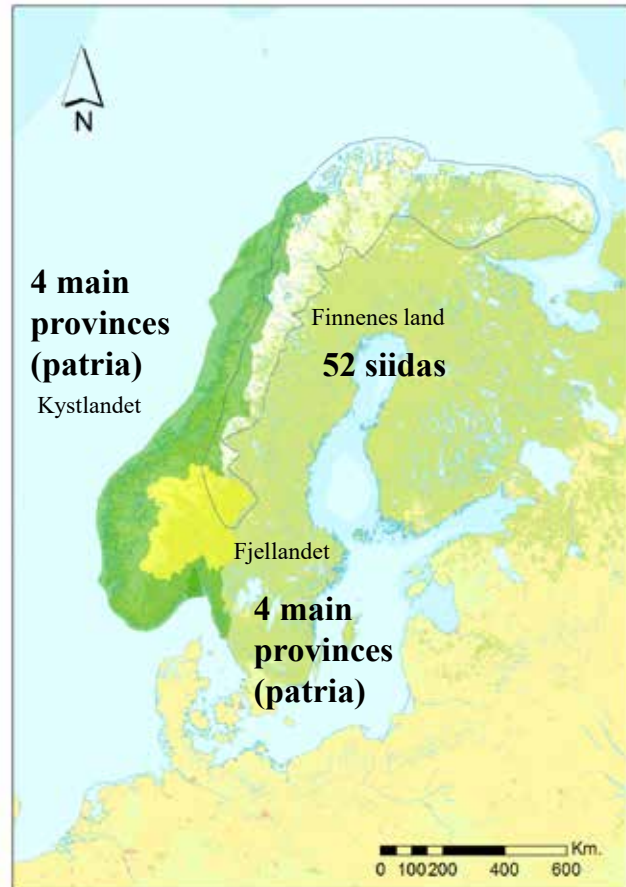 N
4 main
provinces
(patria)
Kystlandet
Finnenes land
52 siidas
Fjellandet
4 main
provinces
(patria)
Km.
0 100 200 400 600